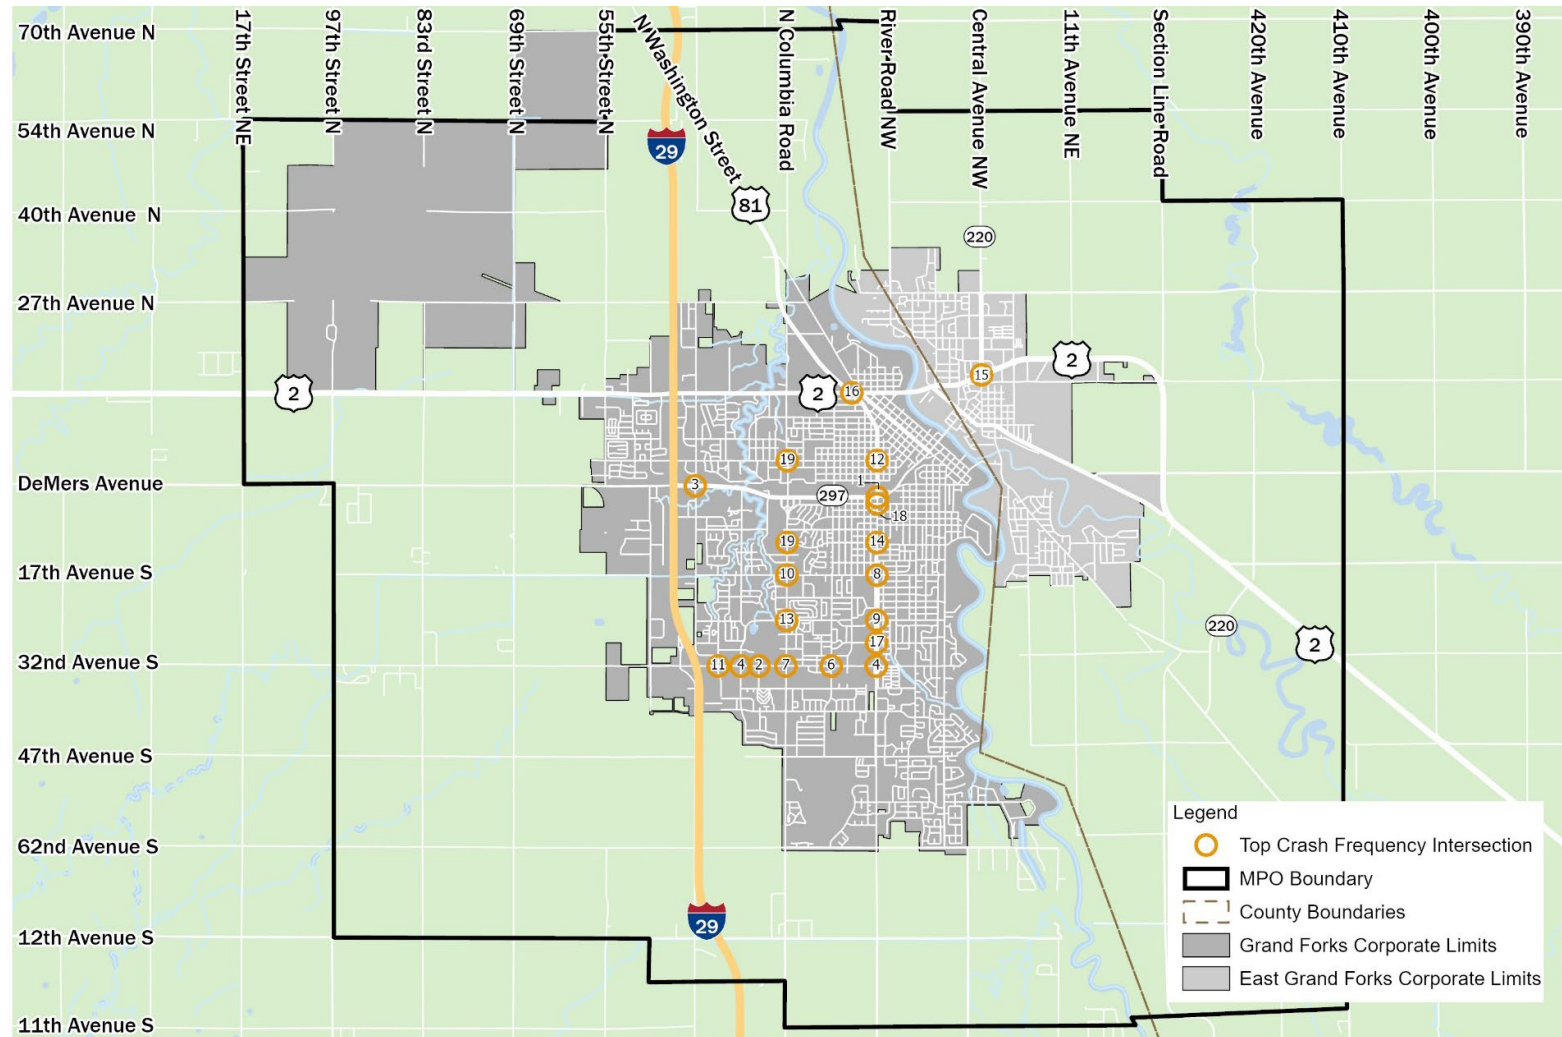 70th Avenue N
54th Avenue N
40th Avenue N
27th Avenue N
DeMers Avenue
17th Avenue S
32nd Avenue S
47th Avenue S
62nd Avenue S
12th Avenue S
11th Avenue S
17th Street NE
97th Street N
83rd Street N
69th Street N
55th Street N
N Washington Street
N Columbia Road
River Road NW
Central Avenue NW
11th Avenue NE
Section Line Road
420th Avenue
410th Avenue
400th Avenue
390th Avenue
29
81
220
2
2
2
16
15
19
12
3
297
1
18
19
14
10
8
13
9
17
11
4
2
7
6
4
220
2
29
Legend
Top Crash Frequency Intersection
MPO Boundary
County Boundaries
Grand Forks Corporate Limits
East Grand Forks Corporate Limits